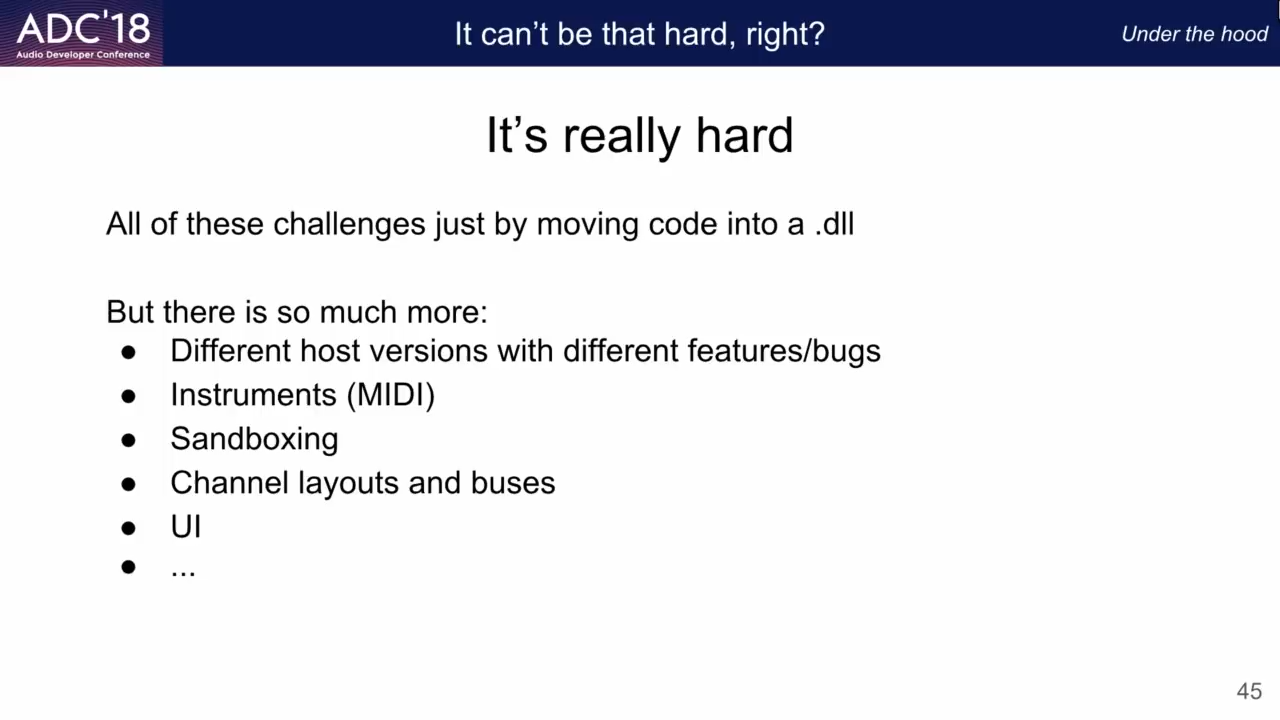 ADC'18
Audio Developer Conference
It can’t be that hard, right?
Under the hood
It’s really hard
All of these challenges just by moving code into a .dll
But there is so much more:
● Different host versions with different features/bugs
● Instruments (MIDI)
● Sandboxing
● Channel layouts and buses
● UI
● ...
45